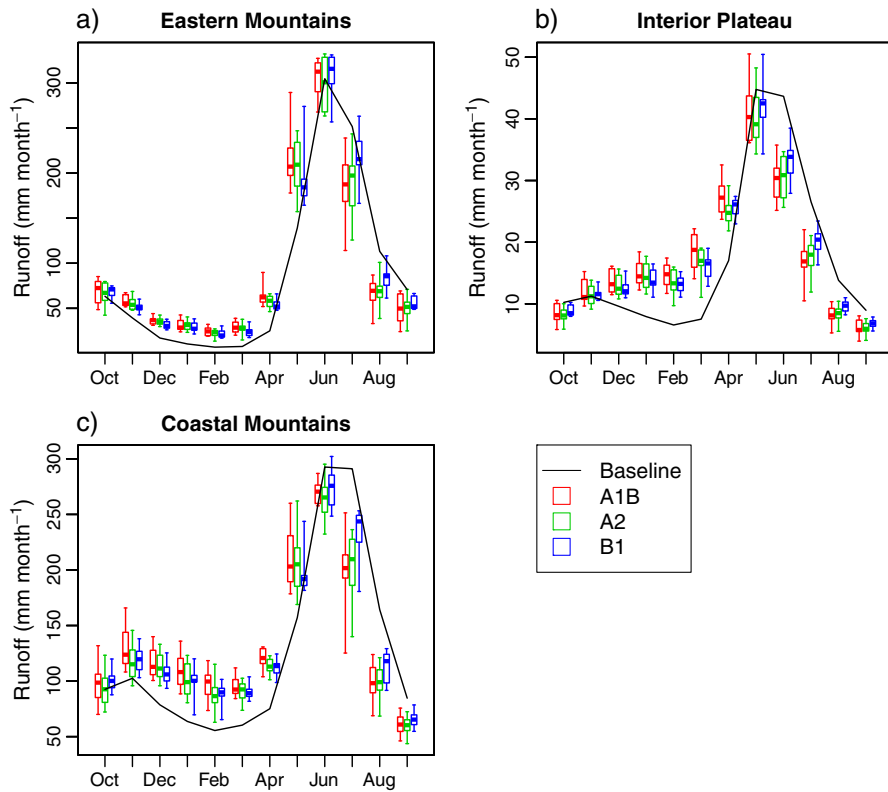 a) Eastern Mountains
Runoff (mm month−1)
50
100
200
300
Oct Dec Feb Apr Jun Aug
b) Interior Plateau
Runoff (mm month−1)
10
20
30
40
50
Oct Dec Feb Apr Jun Aug
c) Coastal Mountains
Runoff (mm month−1)
50
100
150
200
250
300
Oct Dec Feb Apr Jun Aug
Baseline
A1B
A2
B1